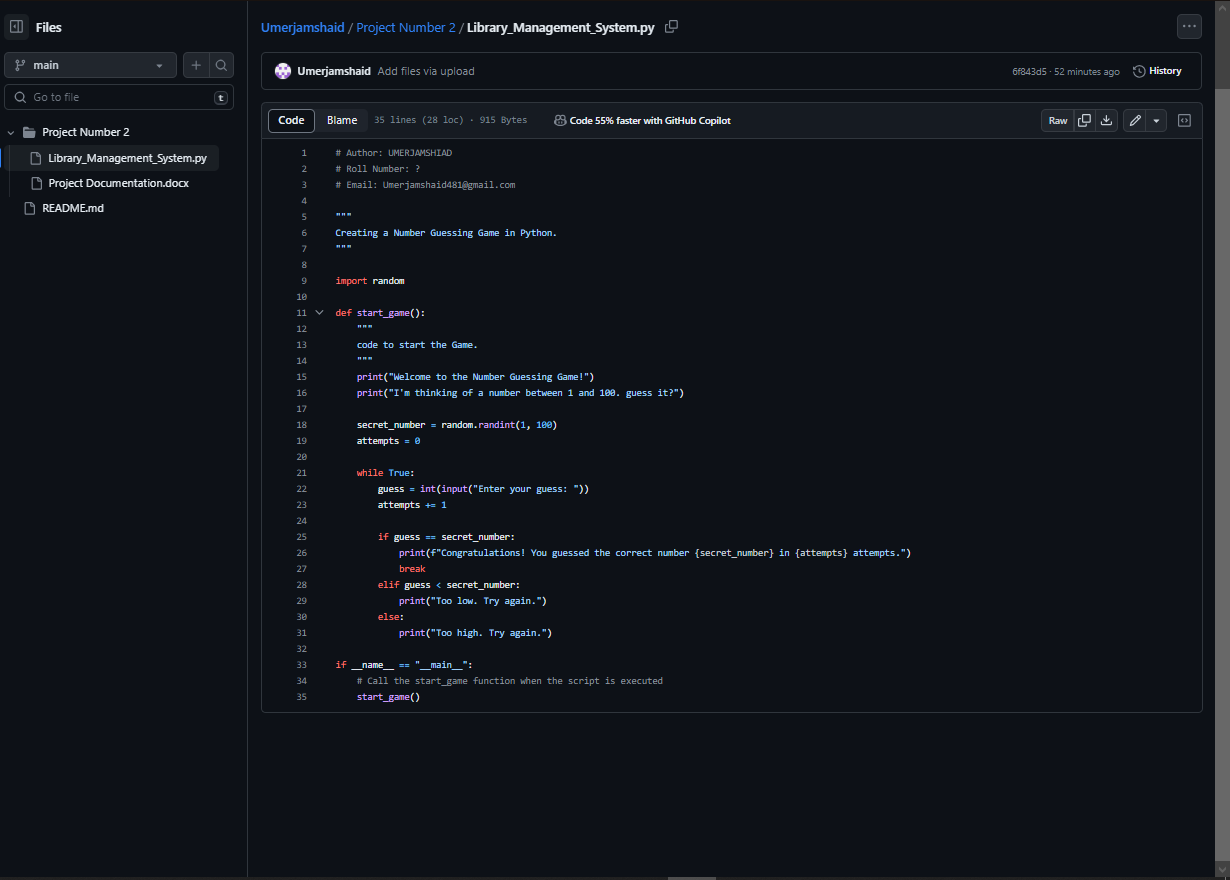 Files
main
Go to file
t
Project Number 2
Library_Management_System.py
Project Documentation.docx
README.md
Umerjamshaid / Project Number 2 / Library_Management_System.py
Umerjamshaid Add files via upload
6f843d5 · 52 minutes ago
History
Code
Blame
35 lines (28 loc) · 915 Bytes
Code 55% faster with GitHub Copilot
Raw
1 # Author: UMERJAMSHIAD
2 # Roll Number: ?
3 # Email: Umerjamshaid481@gmail.com
4
5 """
6 Creating a Number Guessing Game in Python.
7 """
8
9 import random
10
11 def start_game():
12     """
13     code to start the Game.
14     """
15     print("Welcome to the Number Guessing Game!")
16     print("I'm thinking of a number between 1 and 100. guess it?")
17
18     secret_number = random.randint(1, 100)
19     attempts = 0
20
21     while True:
22         guess = int(input("Enter your guess: "))
23         attempts += 1
24
25         if guess == secret_number:
26             print(f"Congratulations! You guessed the correct number {secret_number} in {attempts} attempts.")
27             break
28         elif guess < secret_number:
29             print("Too low. Try again.")
30         else:
31             print("Too high. Try again.")
32
33 if __name__ == "__main__":
34     # Call the start_game function when the script is executed
35     start_game()